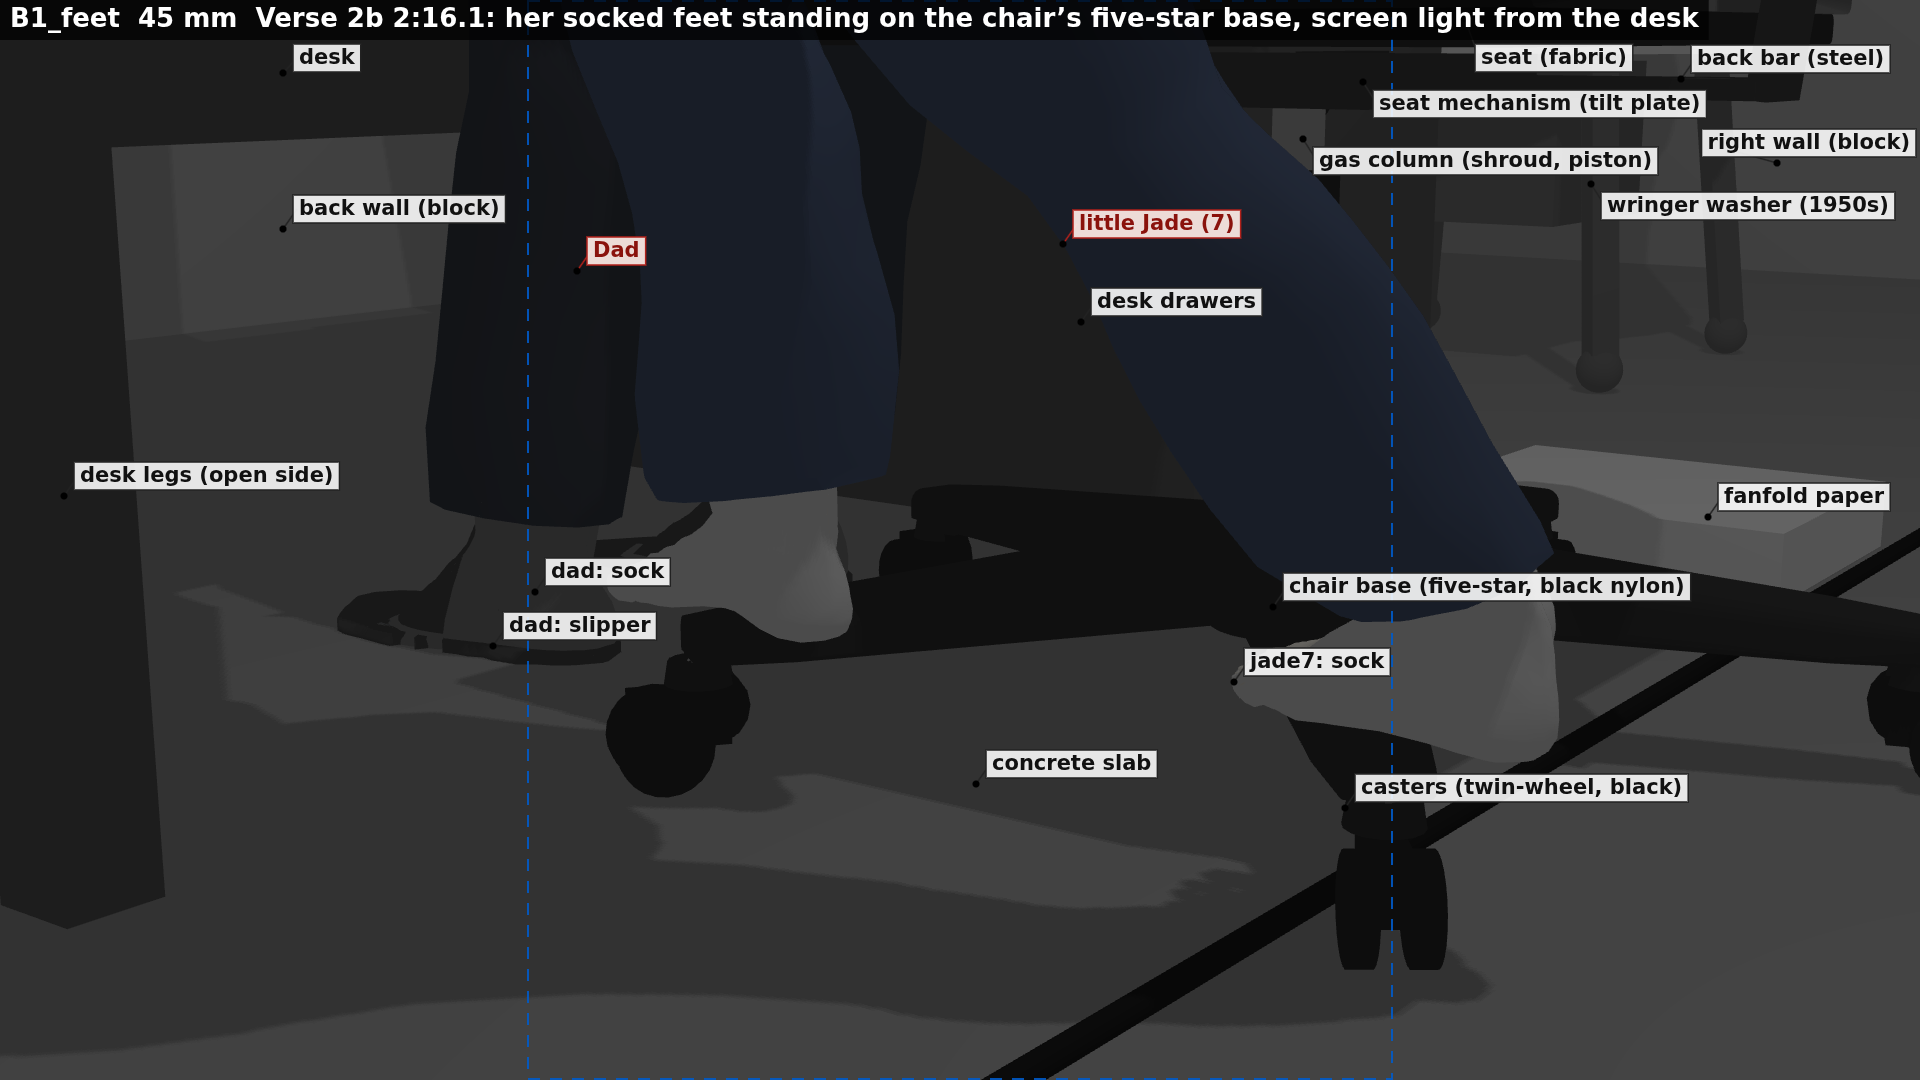 B1_feet 45 mm Verse 2b 2:16.1: her socked feet standing on the chair’s five-star base, screen light from the desk
desk
seat (fabric)
back bar (steel)
seat mechanism (tilt plate)
right wall (block)
gas column (shroud, piston)
wringer washer (1950s)
back wall (block)
little Jade (7)
Dad
desk drawers
desk legs (open side)
fanfold paper
dad: sock
chair base (five-star, black nylon)
dad: slipper
jade7: sock
concrete slab
casters (twin-wheel, black)